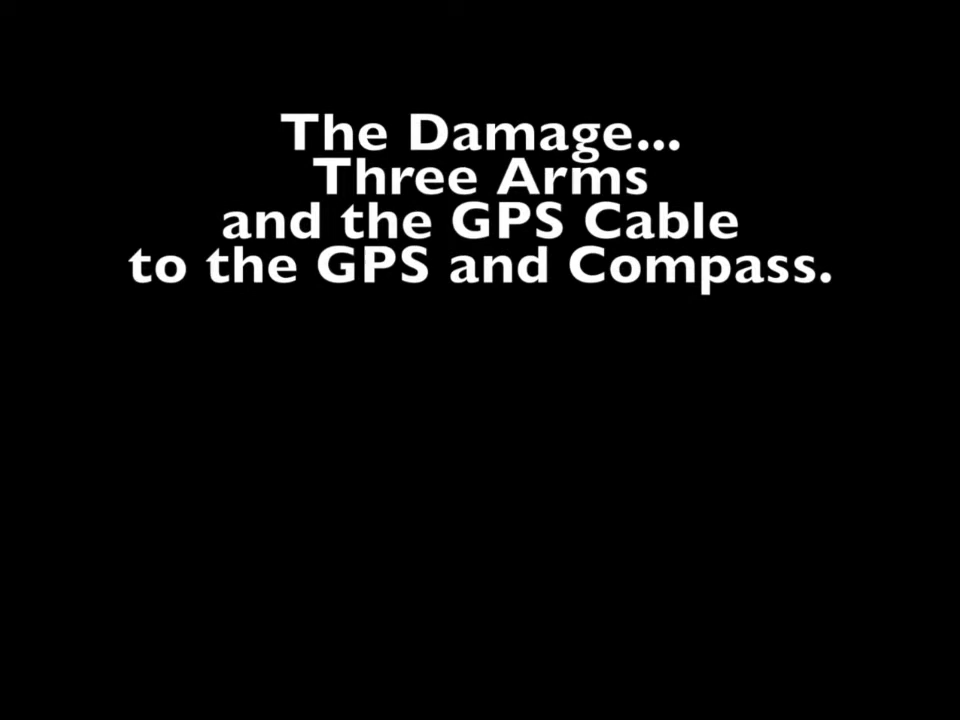 The Damage...
Three Arms
and the GPS Cable
to the GPS and Compass.